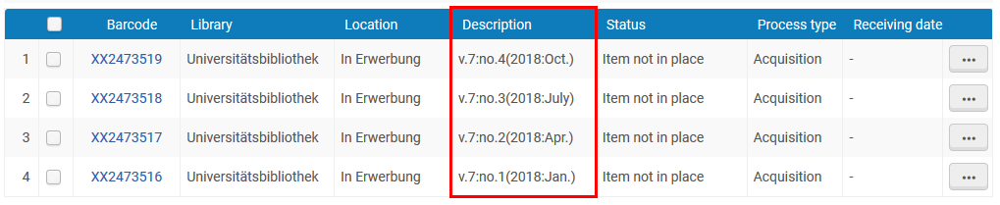 Barcode Library Location Description Status Process type Receiving date
1 XX2473519 Universitätsbibliothek In Erwerbung v.7:no.4(2018:Oct.) Item not in place Acquisition - •••
2 XX2473518 Universitätsbibliothek In Erwerbung v.7:no.3(2018:July) Item not in place Acquisition - •••
3 XX2473517 Universitätsbibliothek In Erwerbung v.7:no.2(2018:Apr.) Item not in place Acquisition - •••
4 XX2473516 Universitätsbibliothek In Erwerbung v.7:no.1(2018:Jan.) Item not in place Acquisition - •••